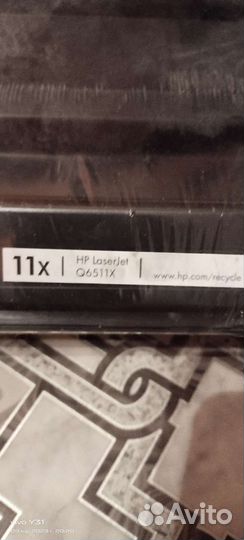 11x
HP LaserJet
Q6511X
www.hp.com/recycle
vivo Y31
Avito